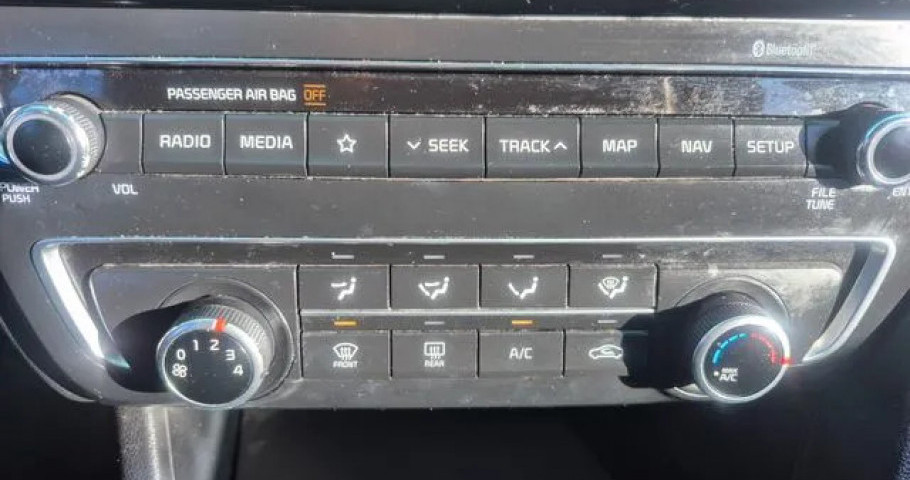 Bluetooth
PASSENGER AIR BAG OFF
RADIO MEDIA SEEK TRACK MAP NAV SETUP
POWER PUSH VOL FILE TUNE
0 1 2 3 4
FRONT REAR A/C
MAX A/C